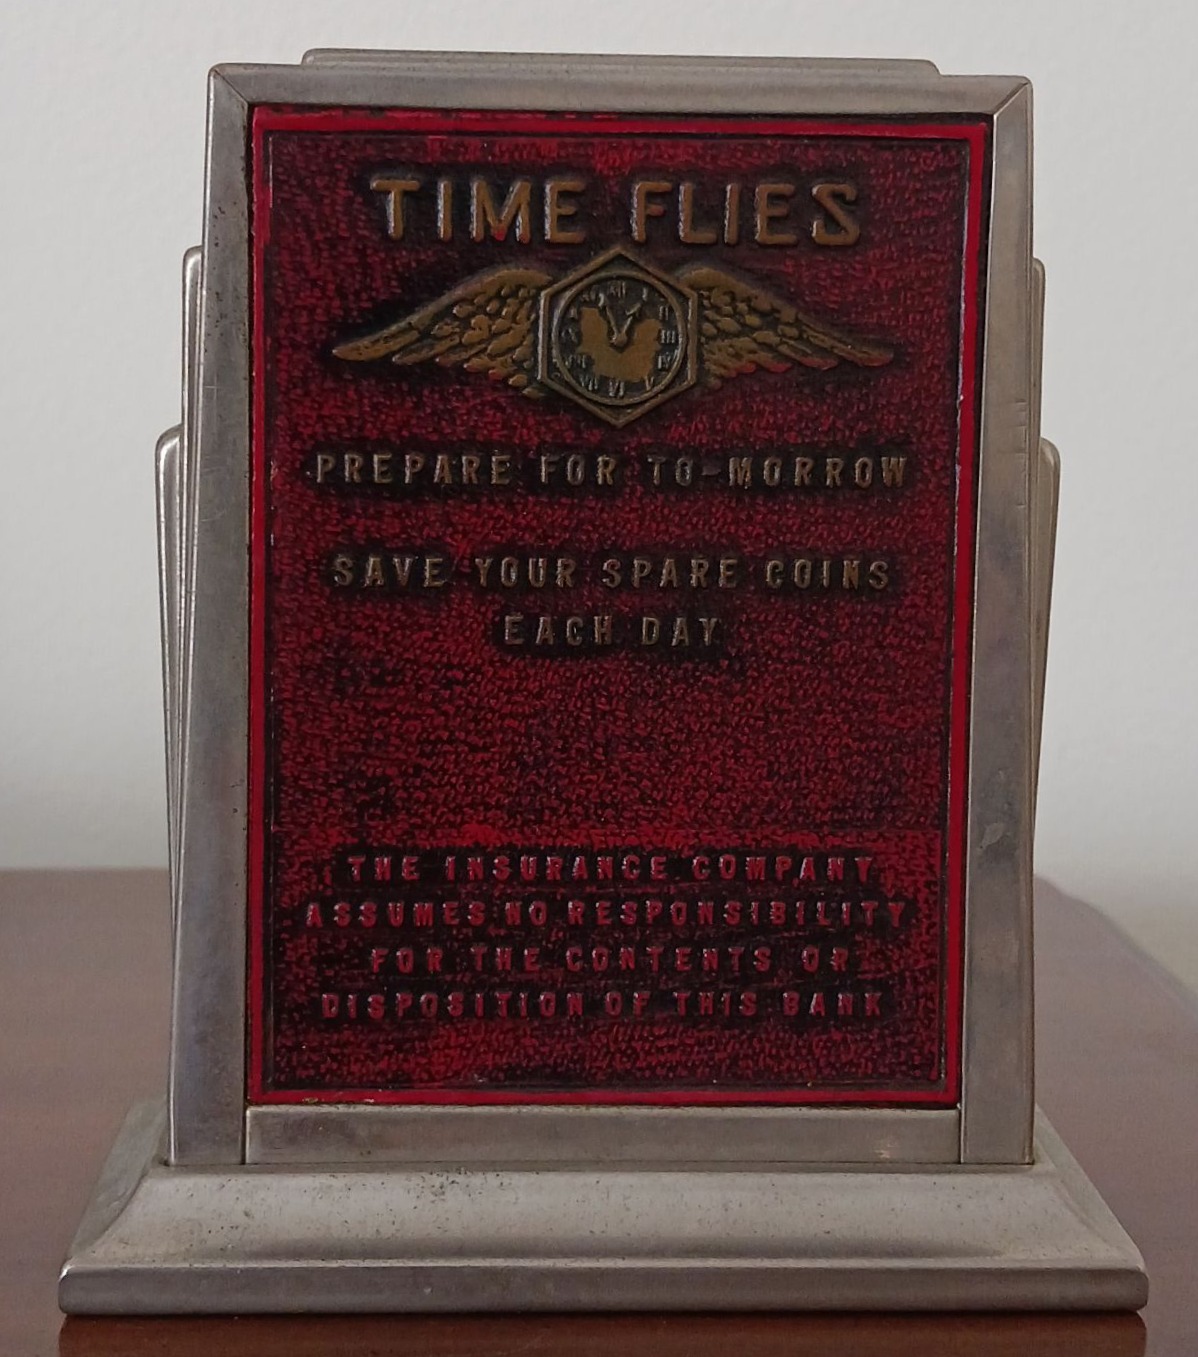 TIME FLIES
PREPARE FOR TO-MORROW
SAVE YOUR SPARE COINS
EACH DAY
THE INSURANCE COMPANY
ASSUMES NO RESPONSIBILITY
FOR THE CONTENTS OR
DISPOSITION OF THIS BANK